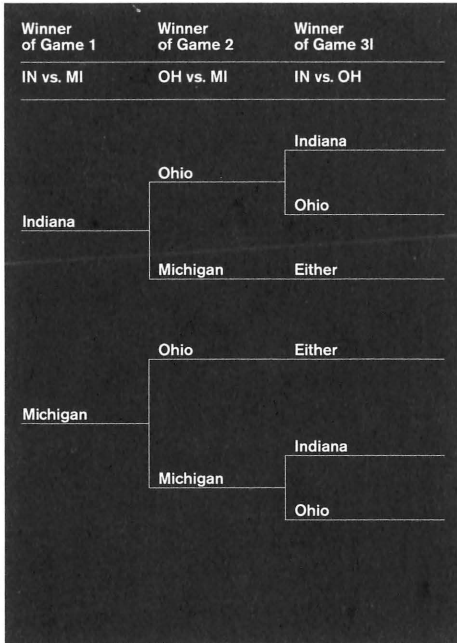 Winner of Game 1
Winner of Game 2
Winner of Game 3I
IN vs. MI
OH vs. MI
IN vs. OH
Indiana
Ohio
Ohio
Indiana
Michigan
Either
Ohio
Either
Michigan
Indiana
Michigan
Ohio